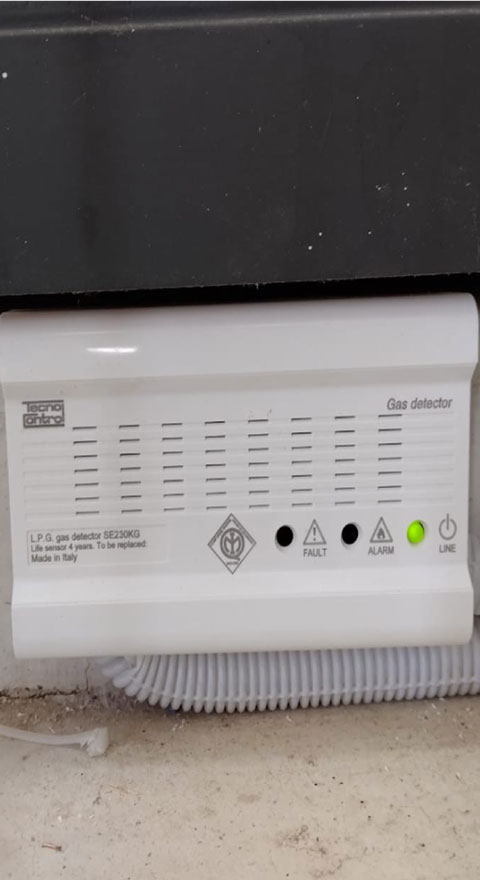 Tecno
Control
Gas detector
L.P.G. gas detector SE230KG
Life sensor 4 years. To be replaced:
Made in Italy
FAULT
ALARM
LINE